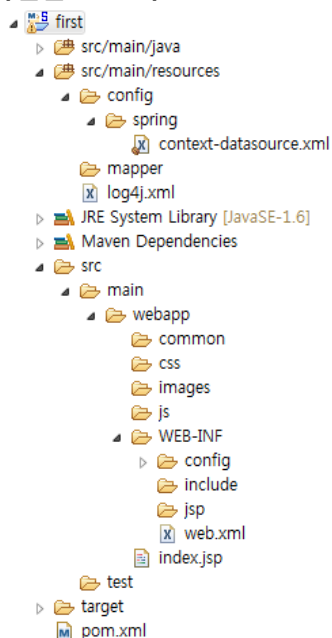 first
src/main/java
src/main/resources
config
spring
context-datasource.xml
mapper
log4j.xml
JRE System Library [JavaSE-1.6]
Maven Dependencies
src
main
webapp
common
css
images
js
WEB-INF
config
include
jsp
web.xml
index.jsp
test
target
pom.xml